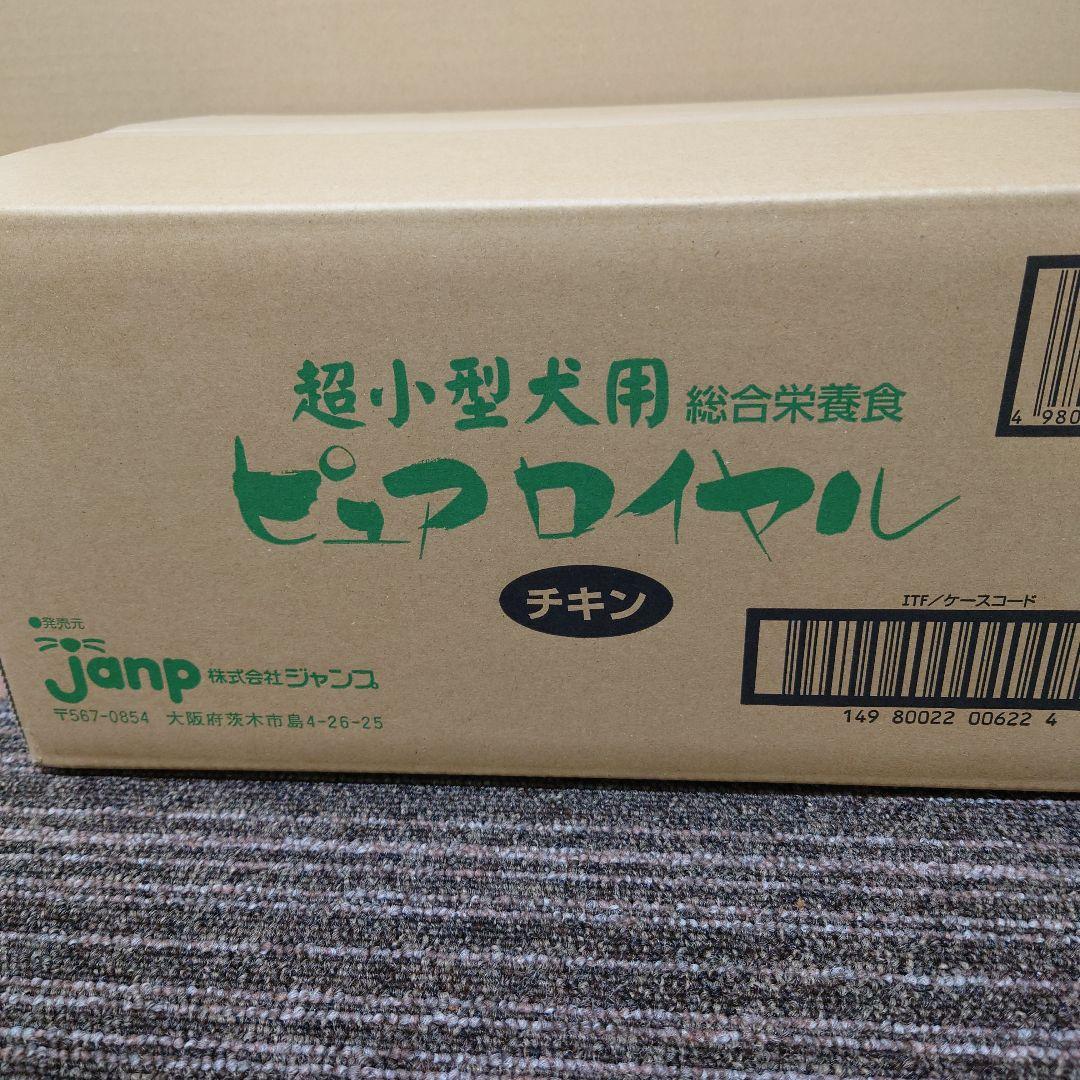 超小型犬用 総合栄養食
ピュアロイヤル
チキン
4 980
●発売元
janp 株式会社ジャンプ
〒567-0854 大阪府茨木市島4-26-25
ITF/ケースコード
149 80022 00622 4